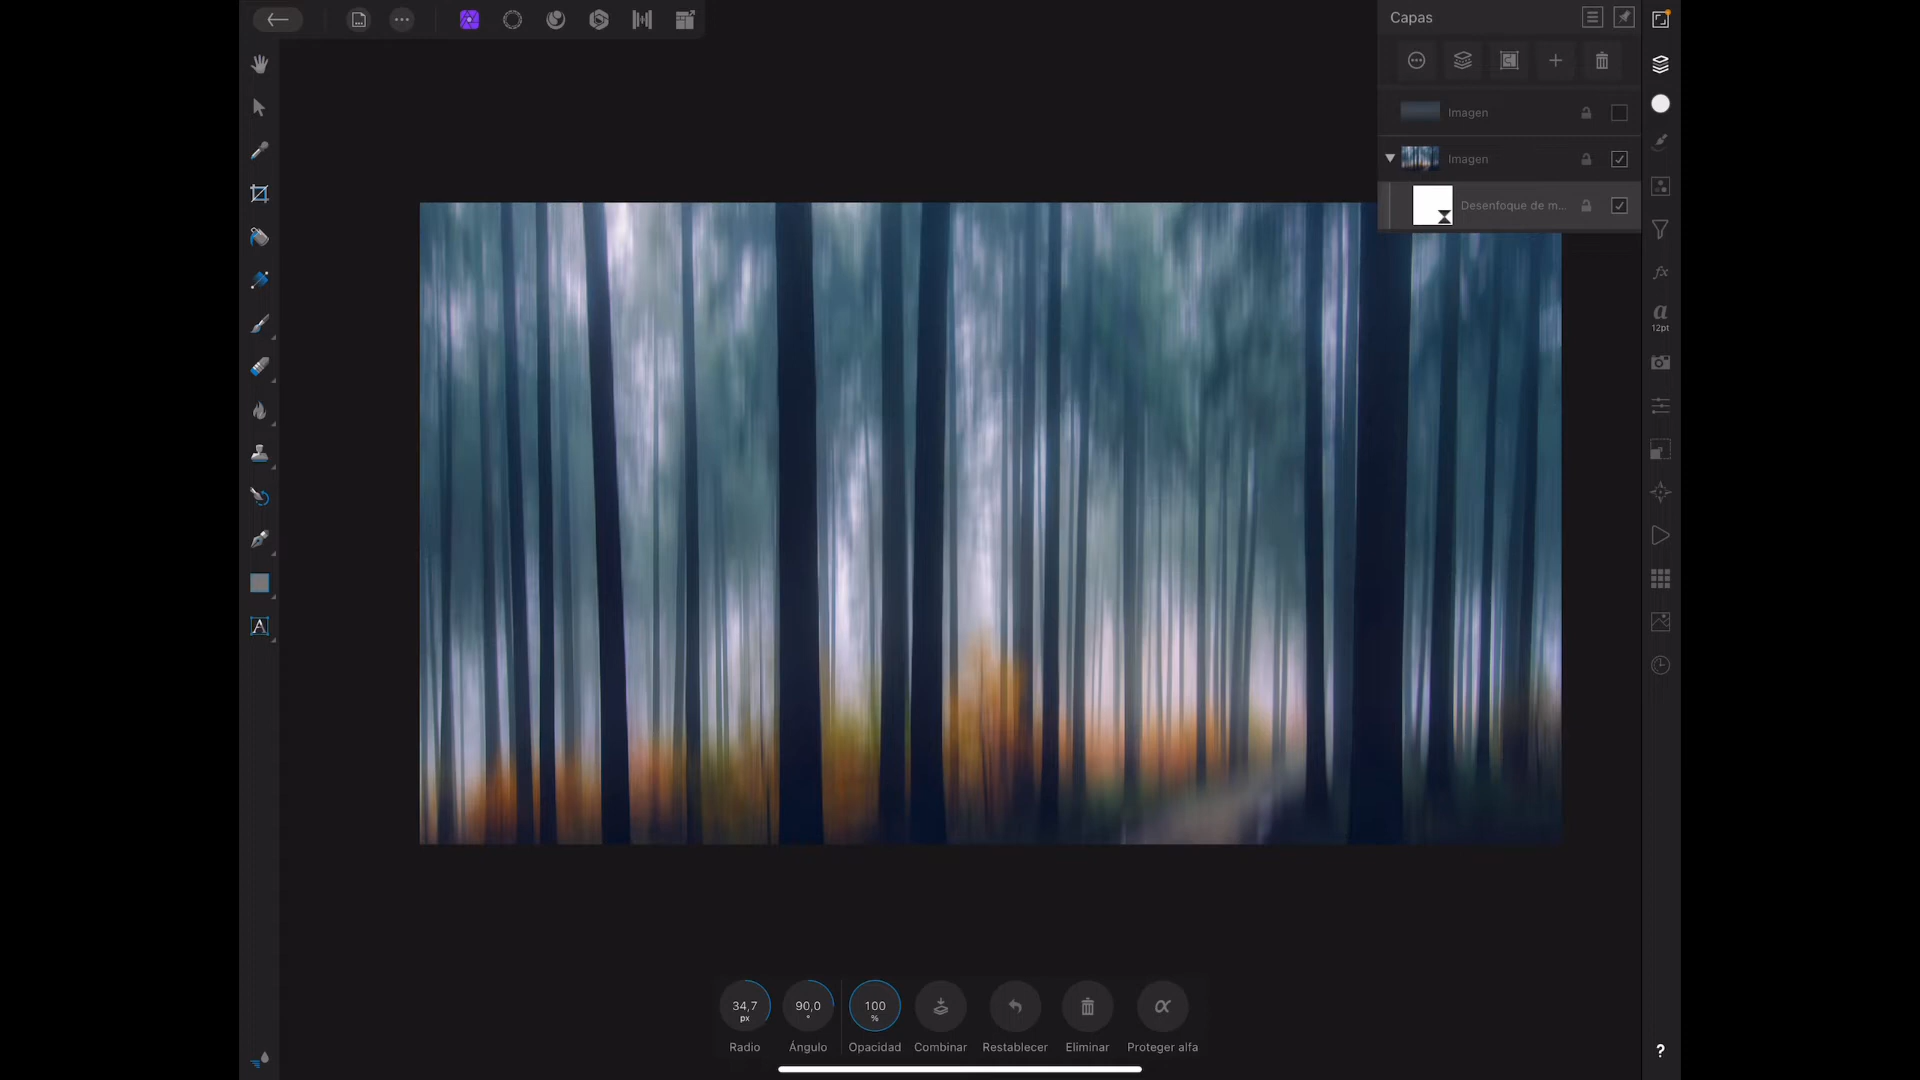 Capas
Imagen
Imagen
Desenfoque de m...
a
12pt
fx
A
34,7
px
90,0
°
100
%
α
Radio
Ángulo
Opacidad
Combinar
Restablecer
Eliminar
Proteger alfa
?